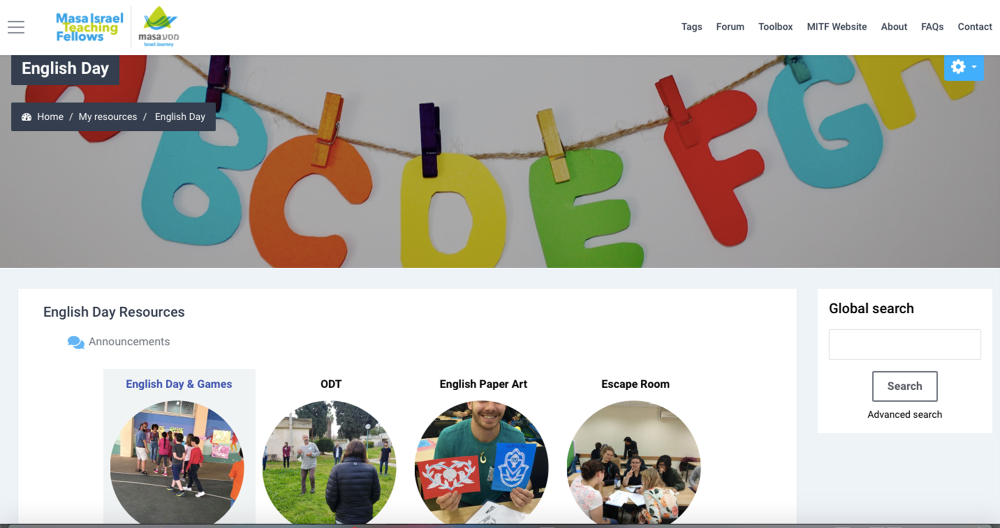 Masa Israel
Teaching
Fellows
masa מסע
Israel Journey
Tags Forum Toolbox MITF Website About FAQs Contact
English Day
Home / My resources / English Day
B C D E F G H
English Day Resources
Announcements
English Day & Games
ODT
English Paper Art
Escape Room
Global search
Search
Advanced search